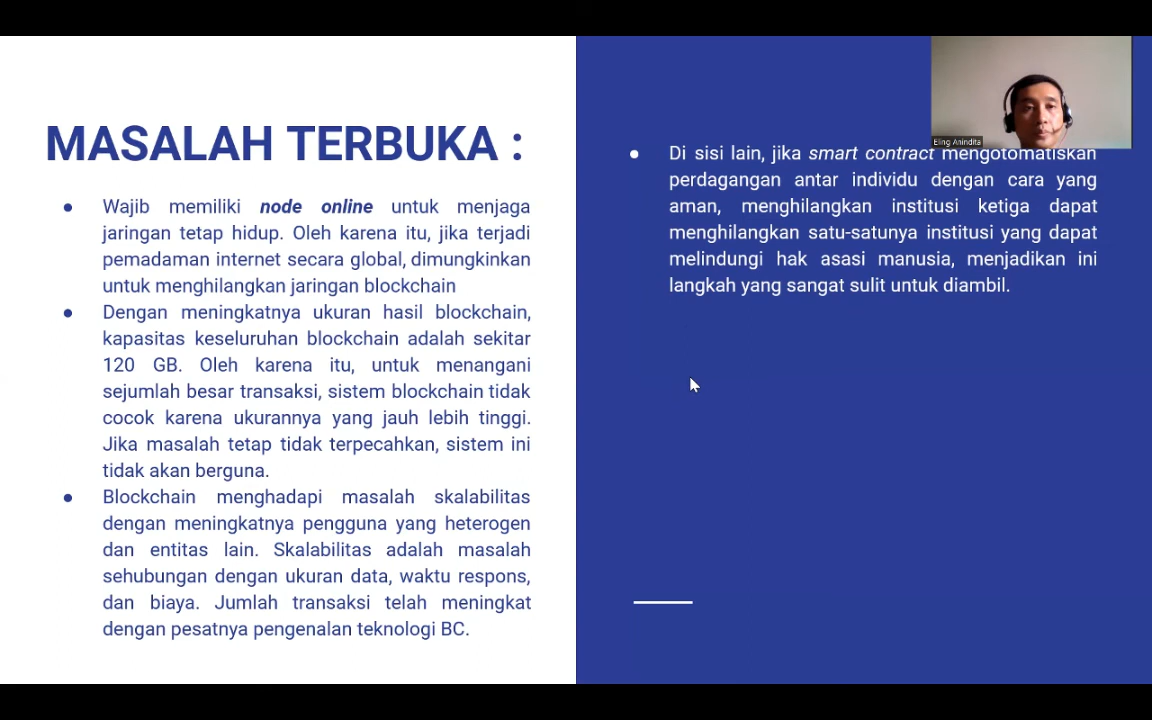 MASALAH TERBUKA :
● Wajib memiliki node online untuk menjaga
jaringan tetap hidup. Oleh karena itu, jika terjadi
pemadaman internet secara global, dimungkinkan
untuk menghilangkan jaringan blockchain
● Dengan meningkatnya ukuran hasil blockchain,
kapasitas keseluruhan blockchain adalah sekitar
120 GB. Oleh karena itu, untuk menangani
sejumlah besar transaksi, sistem blockchain tidak
cocok karena ukurannya yang jauh lebih tinggi.
Jika masalah tetap tidak terpecahkan, sistem ini
tidak akan berguna.
● Blockchain menghadapi masalah skalabilitas
dengan meningkatnya pengguna yang heterogen
dan entitas lain. Skalabilitas adalah masalah
sehubungan dengan ukuran data, waktu respons,
dan biaya. Jumlah transaksi telah meningkat
dengan pesatnya pengenalan teknologi BC.
Eling Anindita
● Di sisi lain, jika smart contract mengotomatiskan
perdagangan antar individu dengan cara yang
aman, menghilangkan institusi ketiga dapat
menghilangkan satu-satunya institusi yang dapat
melindungi hak asasi manusia, menjadikan ini
langkah yang sangat sulit untuk diambil.